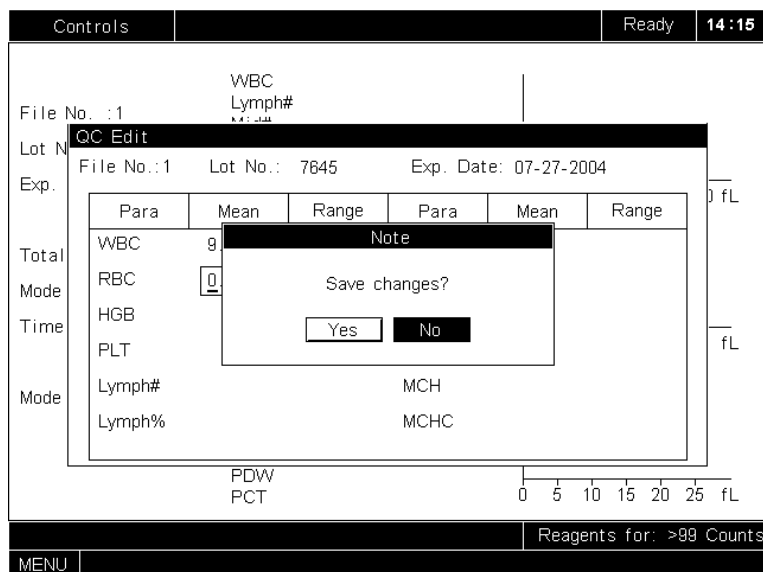 Controls Ready 14:15
WBC
Lymph#
File No. :1
QC Edit
Lot N
File No.:1 Lot No.: 7645 Exp. Date: 07-27-2004
Exp.
fL
Para Mean Range Para Mean Range
WBC 9.
Note
Total
RBC 0.
Save changes?
Mode
HGB
Yes No
Time
PLT
fL
Lymph# MCH
Mode
Lymph% MCHC
PDW
PCT
0 5 10 15 20 25 fL
Reagents for: >99 Counts
MENU